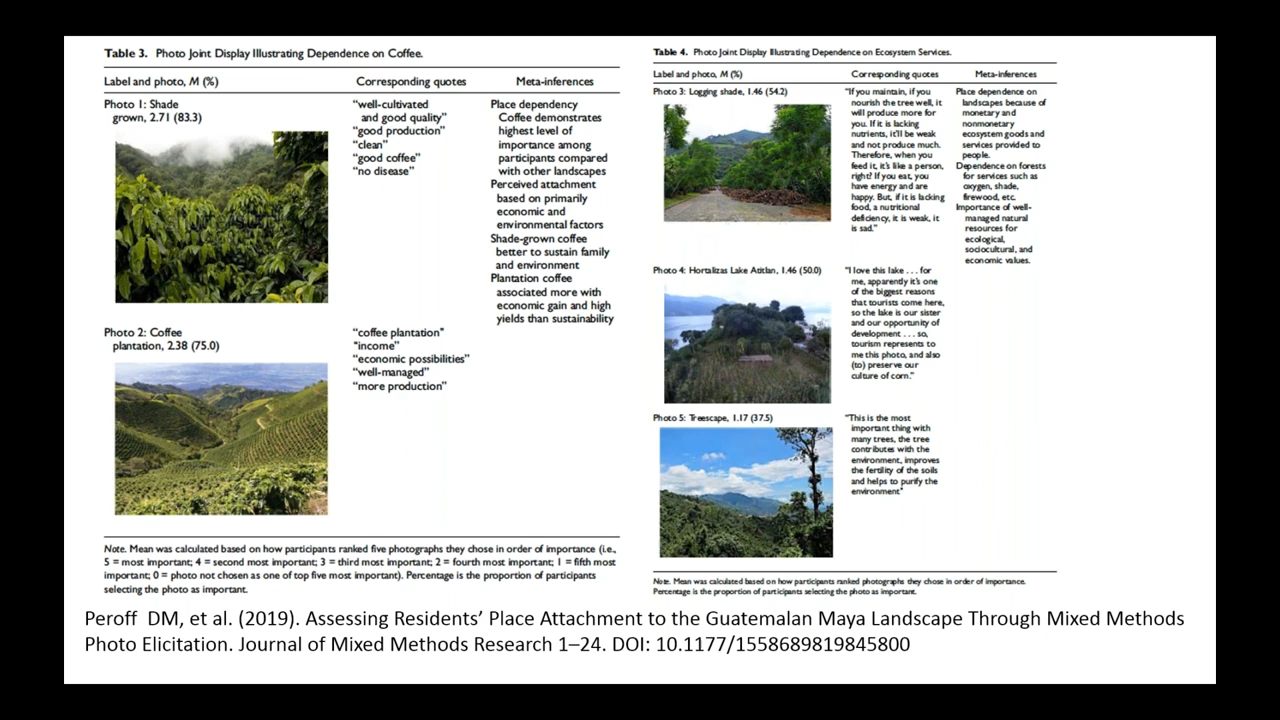 Table 3. Photo Joint Display Illustrating Dependence on Coffee.
Label and photo, M (%)
Corresponding quotes
Meta-inferences
Photo 1: Shade
grown, 2.71 (83.3)
"well-cultivated
and good quality"
"good production"
"clean"
"good coffee"
"no disease"
Place dependency
Coffee demonstrates
highest level of
importance among
participants compared
with other landscapes
Perceived attachment
based on primarily
economic and
environmental factors
Shade-grown coffee
better to sustain family
and environment
Plantation coffee
associated more with
economic gain and high
yields than sustainability
Photo 2: Coffee
plantation, 2.38 (75.0)
"coffee plantation"
"income"
"economic possibilities"
"well-managed"
"more production"
Note. Mean was calculated based on how participants ranked five photographs they chose in order of importance (i.e.,
5 = most important; 4 = second most important; 3 = third most important; 2 = fourth most important; 1 = fifth most
important; 0 = photo not chosen as one of top five most important). Percentage is the proportion of participants
selecting the photo as important.
Table 4. Photo Joint Display Illustrating Dependence on Ecosystem Services.
Label and photo, M (%)
Corresponding quotes
Meta-inferences
Photo 3: Logging shade, 1.46 (54.2)
"If you maintain, if you
nourish the tree well, it
will produce more for
you. If it is lacking
nutrients, it'll be weak
and not produce much.
Therefore, when you
feed it, it's like a person,
right? If you eat, you
have energy and are
happy. But, if it is lacking
food, a nutritional
deficiency, it is weak, it
is sad."
Place dependence on
landscapes because of
monetary and
nonmonetary
ecosystem goods and
services provided to
people.
Dependence on forests
for services such as
oxygen, shade,
firewood, etc.
Importance of well-
managed natural
resources for
ecological,
sociocultural, and
economic values.
Photo 4: Hortalizas Lake Atitlan, 1.46 (50.0)
"I love this lake . . . for
me, apparently it's one
of the biggest reasons
that tourists come here,
so the lake is our sister
and our opportunity of
development . . . so,
tourism represents to
me this photo, and also
(to) preserve our
culture of corn."
Photo 5: Treescape, 1.17 (37.5)
"This is the most
important thing with
many trees, the tree
contributes with the
environment, improves
the fertility of the soils
and helps to purify the
environment"
Note. Mean was calculated based on how participants ranked photographs they chose in order of importance.
Percentage is the proportion of participants selecting the photo as important.
Peroff DM, et al. (2019). Assessing Residents' Place Attachment to the Guatemalan Maya Landscape Through Mixed Methods
Photo Elicitation. Journal of Mixed Methods Research 1–24. DOI: 10.1177/1558689819845800